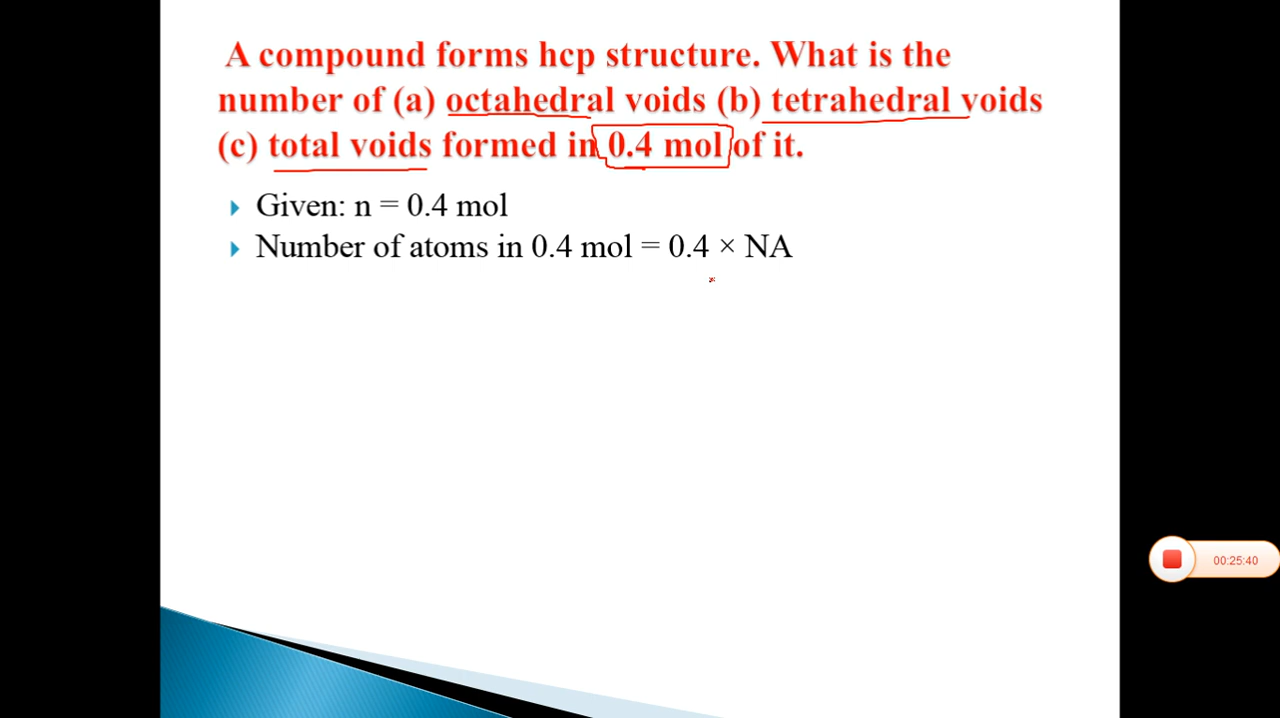 A compound forms hcp structure. What is the
number of (a) octahedral voids (b) tetrahedral voids
(c) total voids formed in 0.4 mol of it.
Given: n = 0.4 mol
Number of atoms in 0.4 mol = 0.4 × NA
00:25:40